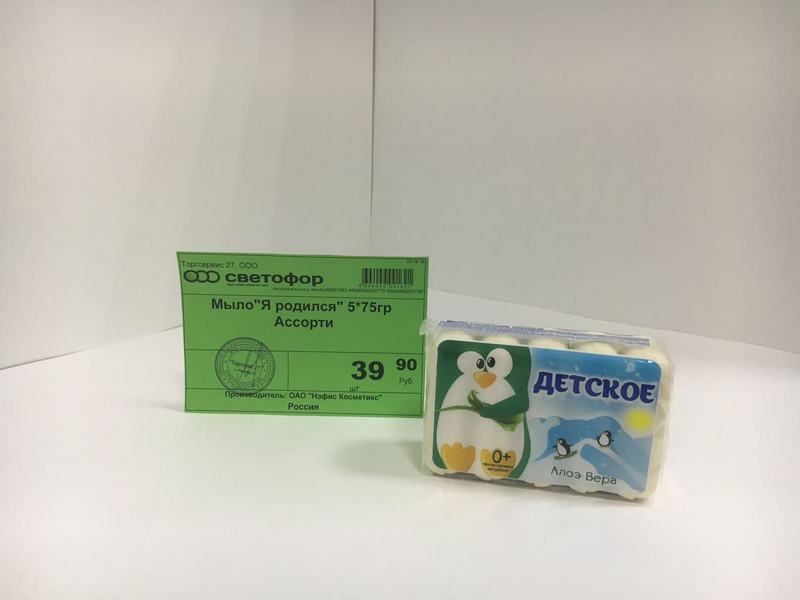 Торгсервис 27, ООО
светофор
Мыло"Я родился" 5*75гр
Ассорти
39 90
Руб.
шт
Производитель: ОАО "Нэфис Косметикс"
Россия
ДЕТСКОЕ
0+
Алоэ Вера